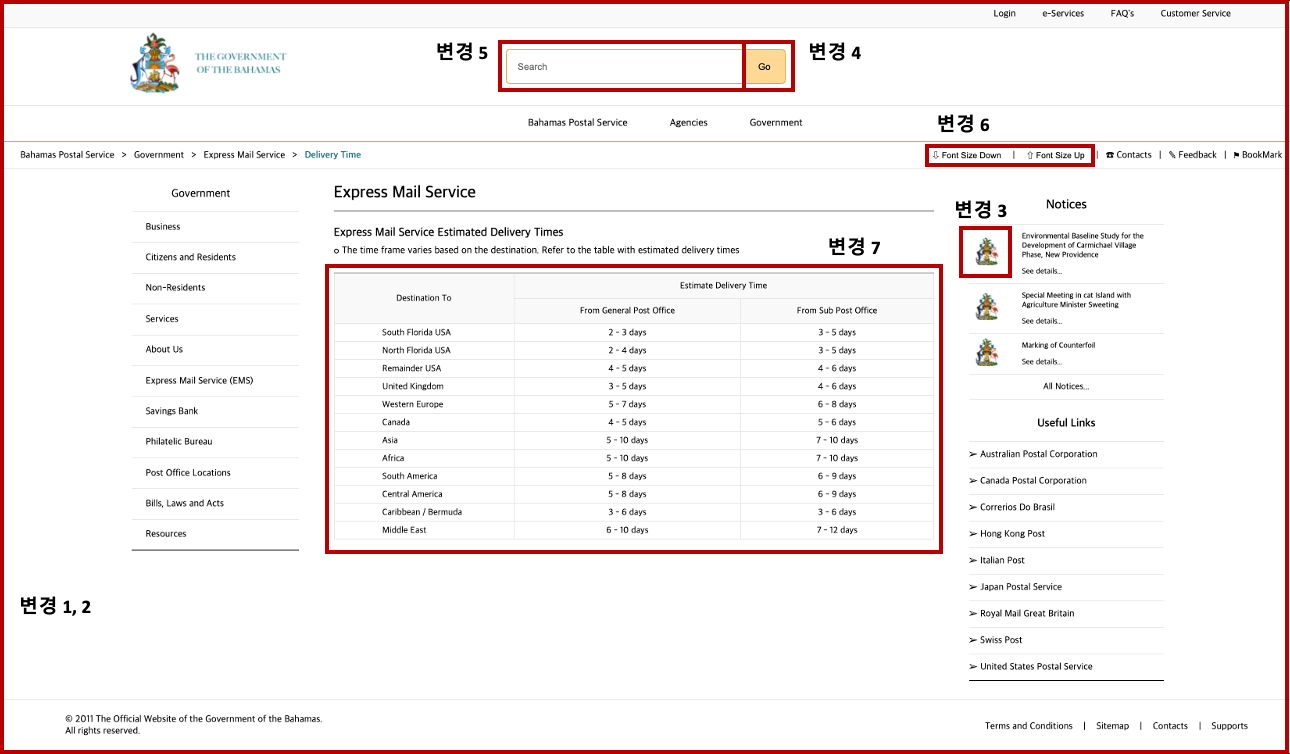 Login e-Services FAQ's Customer Service
THE GOVERNMENT
OF THE BAHAMAS
변경 5
Search
Go
변경 4
Bahamas Postal Service Agencies Government
변경 6
Bahamas Postal Service > Government > Express Mail Service > Delivery Time
⇩ Font Size Down | ⇧ Font Size Up | ☎ Contacts | ✎ Feedback | ⚑ BookMark
Government
Business
Citizens and Residents
Non-Residents
Services
About Us
Express Mail Service (EMS)
Savings Bank
Philatelic Bureau
Post Office Locations
Bills, Laws and Acts
Resources
Express Mail Service
Express Mail Service Estimated Delivery Times
o The time frame varies based on the destination. Refer to the table with estimated delivery times
변경 7
Destination To Estimate Delivery Time
From General Post Office From Sub Post Office
South Florida USA 2 - 3 days 3 - 5 days
North Florida USA 2 - 4 days 3 - 5 days
Remainder USA 4 - 5 days 4 - 6 days
United Kingdom 3 - 5 days 4 - 6 days
Western Europe 5 - 7 days 6 - 8 days
Canada 4 - 5 days 5 - 6 days
Asia 5 - 10 days 7 - 10 days
Africa 5 - 10 days 7 - 10 days
South America 5 - 8 days 6 - 9 days
Central America 5 - 8 days 6 - 9 days
Caribbean / Bermuda 3 - 6 days 3 - 6 days
Middle East 6 - 10 days 7 - 12 days
변경 3
Notices
Environmental Baseline Study for the
Development of Carmichael Village
Phase, New Providence
See details...
Special Meeting in cat Island with
Agriculture Minister Sweeting
See details...
Marking of Counterfoil
See details...
All Notices...
Useful Links
➢ Australian Postal Corporation
➢ Canada Postal Corporation
➢ Correrios Do Brasil
➢ Hong Kong Post
➢ Italian Post
➢ Japan Postal Service
➢ Royal Mail Great Britain
➢ Swiss Post
➢ United States Postal Service
변경 1, 2
© 2011 The Official Website of the Government of the Bahamas.
All rights reserved.
Terms and Conditions | Sitemap | Contacts | Supports